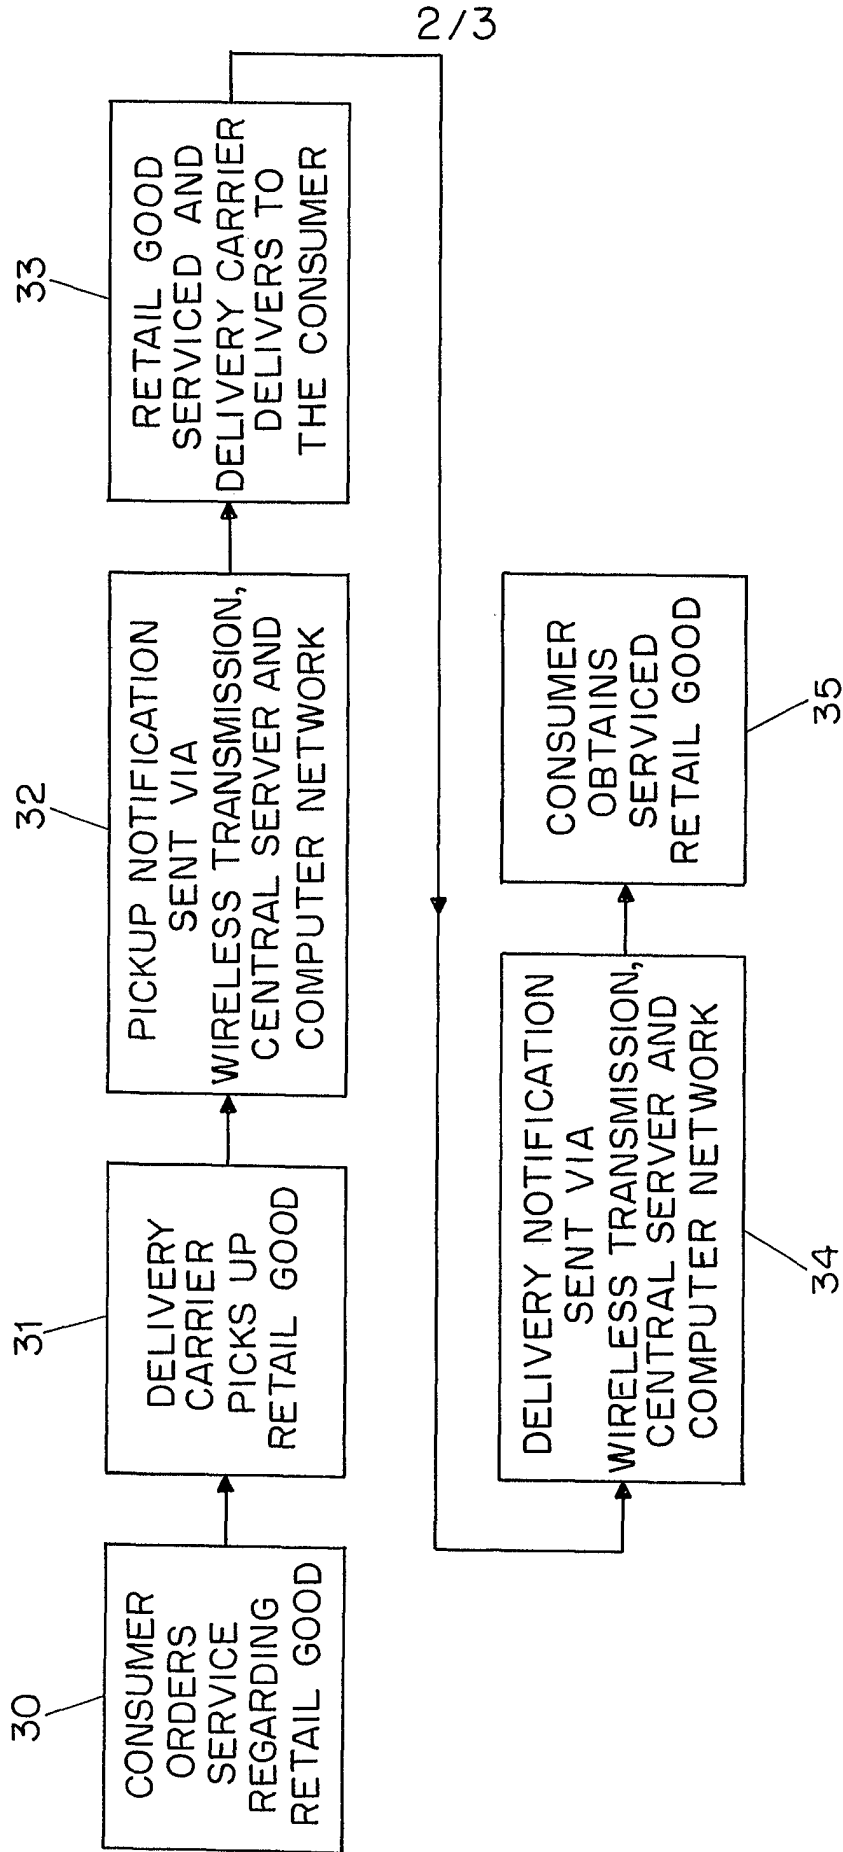 2/3
30
CONSUMER
ORDERS
SERVICE
REGARDING
RETAIL GOOD
31
DELIVERY
CARRIER
PICKS UP
RETAIL GOOD
32
PICKUP NOTIFICATION
SENT VIA
WIRELESS TRANSMISSION,
CENTRAL SERVER AND
COMPUTER NETWORK
33
RETAIL GOOD
SERVICED AND
DELIVERY CARRIER
DELIVERS TO
THE CONSUMER
DELIVERY NOTIFICATION
SENT VIA
WIRELESS TRANSMISSION,
CENTRAL SERVER AND
COMPUTER NETWORK
34
CONSUMER
OBTAINS
SERVICED
RETAIL GOOD
35